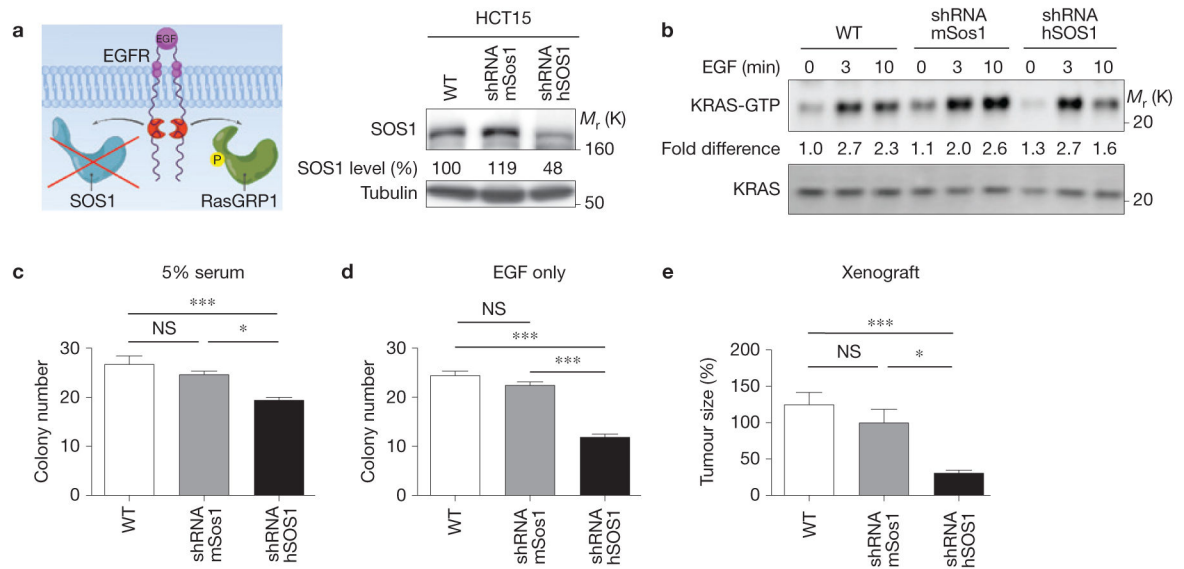 a
EGF
EGFR
P
SOS1
RasGRP1
HCT15
WT
shRNA
mSos1
shRNA
hSOS1
SOS1
Mr (K)
160
SOS1 level (%)
100 119 48
Tubulin
50
b
WT
shRNA
mSos1
shRNA
hSOS1
EGF (min)
0 3 10 0 3 10 0 3 10
KRAS-GTP
Mr (K)
20
Fold difference
1.0 2.7 2.3 1.1 2.0 2.6 1.3 2.7 1.6
KRAS
20
c
5% serum
***
NS
*
Colony number
30
20
10
0
WT
shRNA
mSos1
shRNA
hSOS1
d
EGF only
NS
***
***
Colony number
30
20
10
0
WT
shRNA
mSos1
shRNA
hSOS1
e
Xenograft
***
NS
*
Tumour size (%)
200
150
100
50
0
WT
shRNA
mSos1
shRNA
hSOS1